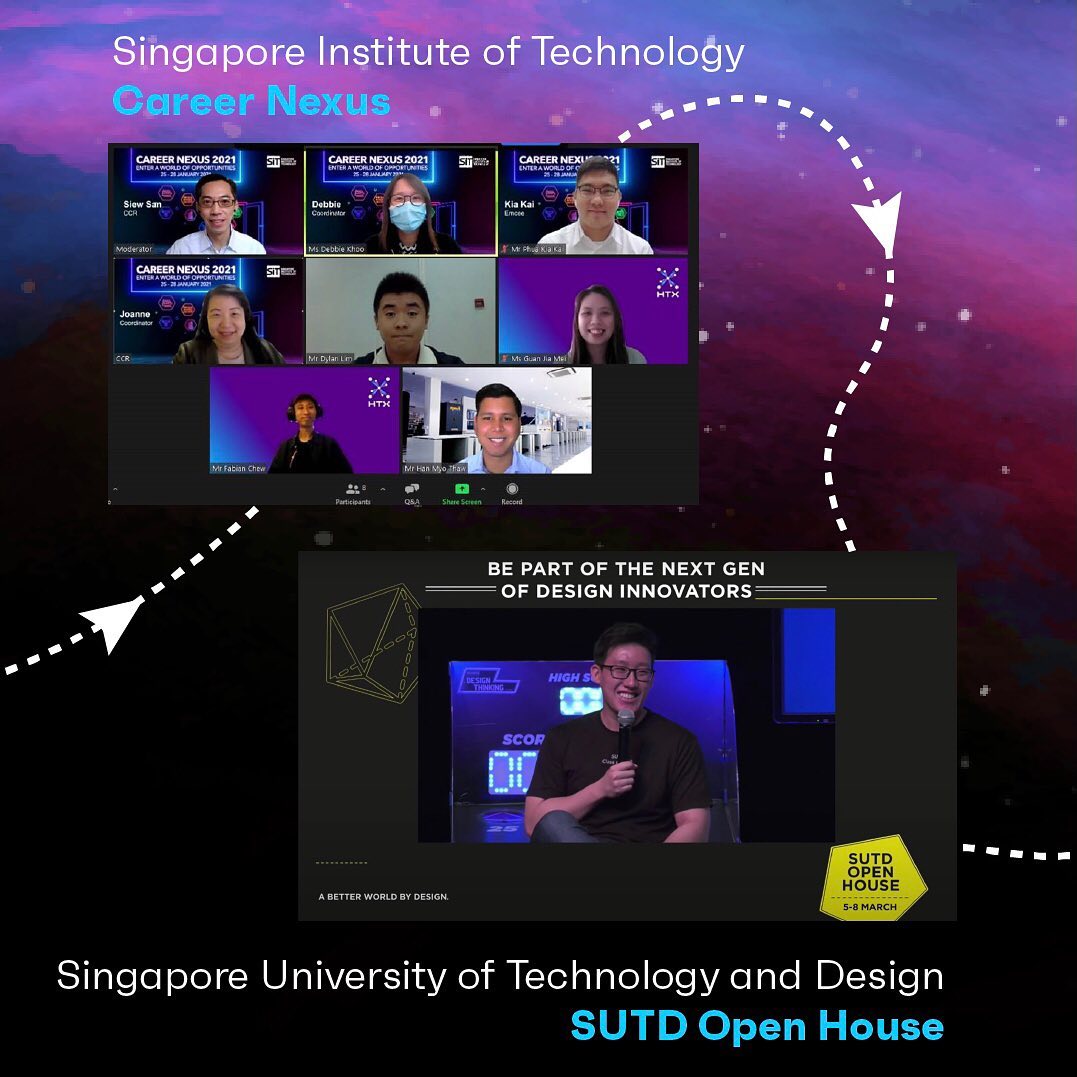 Singapore Institute of Technology
Career Nexus
CAREER NEXUS 2021
ENTER A WORLD OF OPPORTUNITIES
25 - 28 JANUARY 2021
SIT
Siew San
CCR
Moderator
CAREER NEXUS 2021
ENTER A WORLD OF OPPORTUNITIES
25 - 28 JANUARY 2021
SIT
Debbie
Coordinator
Ms Debbie Khoo
CAREER NEXUS 2021
ENTER A WORLD OF OPPORTUNITIES
SIT
Kia Kai
Emcee
Mr Phua Kia Kai
CAREER NEXUS 2021
ENTER A WORLD OF OPPORTUNITIES
25 - 28 JANUARY 2021
SIT
Joanne
Coordinator
CCR
Mr Dylan Lim
HTX
Ms Guan Jia Mei
HTX
Mr Fabian Chew
Mr Han Myo Thaw
8
Participants
Q&A
Share Screen
Record
BE PART OF THE NEXT GEN
OF DESIGN INNOVATORS
DESIGN
THINKING
HIGH S
SCOR
25
A BETTER WORLD BY DESIGN.
SUTD
OPEN
HOUSE
5-8 MARCH
Singapore University of Technology and Design
SUTD Open House